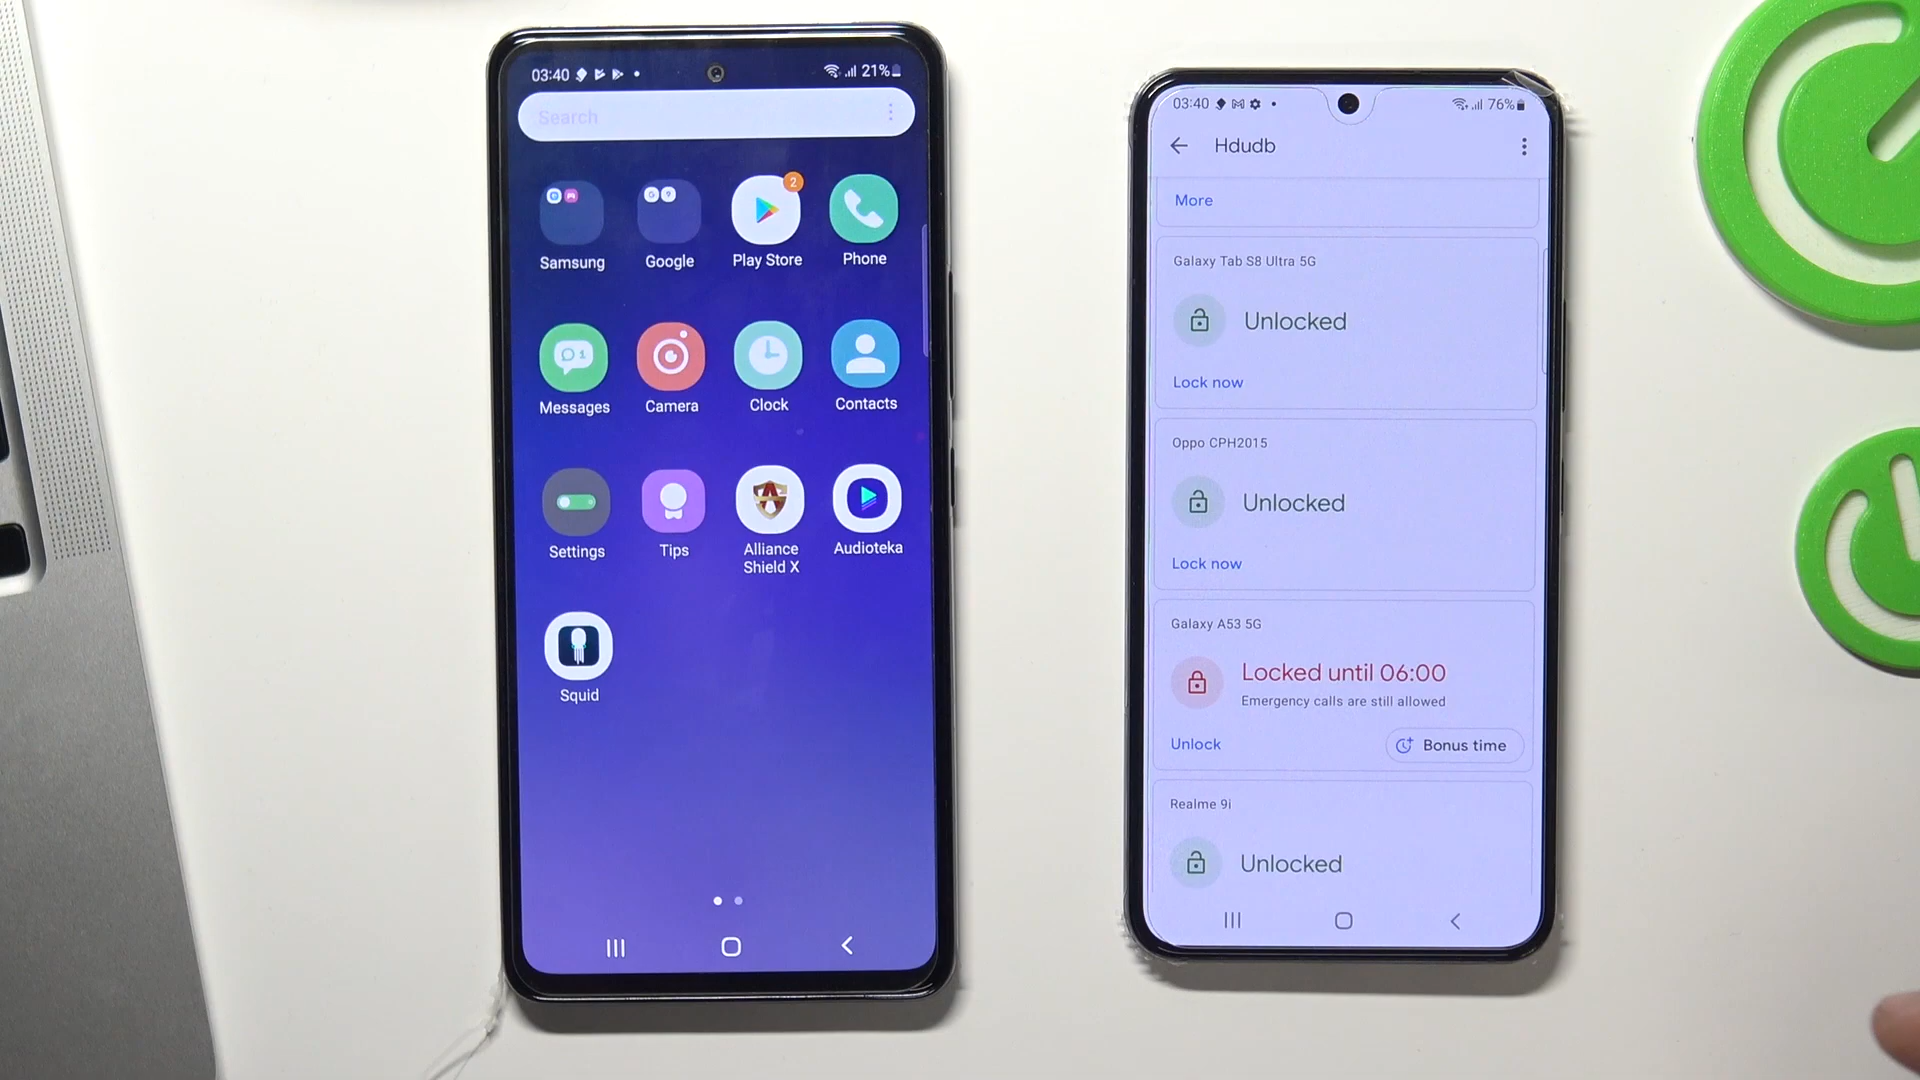 03:40
21%
Search
2
Samsung
Google
Play Store
Phone
1
Messages
Camera
Clock
Contacts
Settings
Tips
Alliance
Shield X
Audioteka
Squid
03:40
76%
Hdudb
More
Galaxy Tab S8 Ultra 5G
Unlocked
Lock now
Oppo CPH2015
Unlocked
Lock now
Galaxy A53 5G
Locked until 06:00
Emergency calls are still allowed
Unlock
Bonus time
Realme 9i
Unlocked